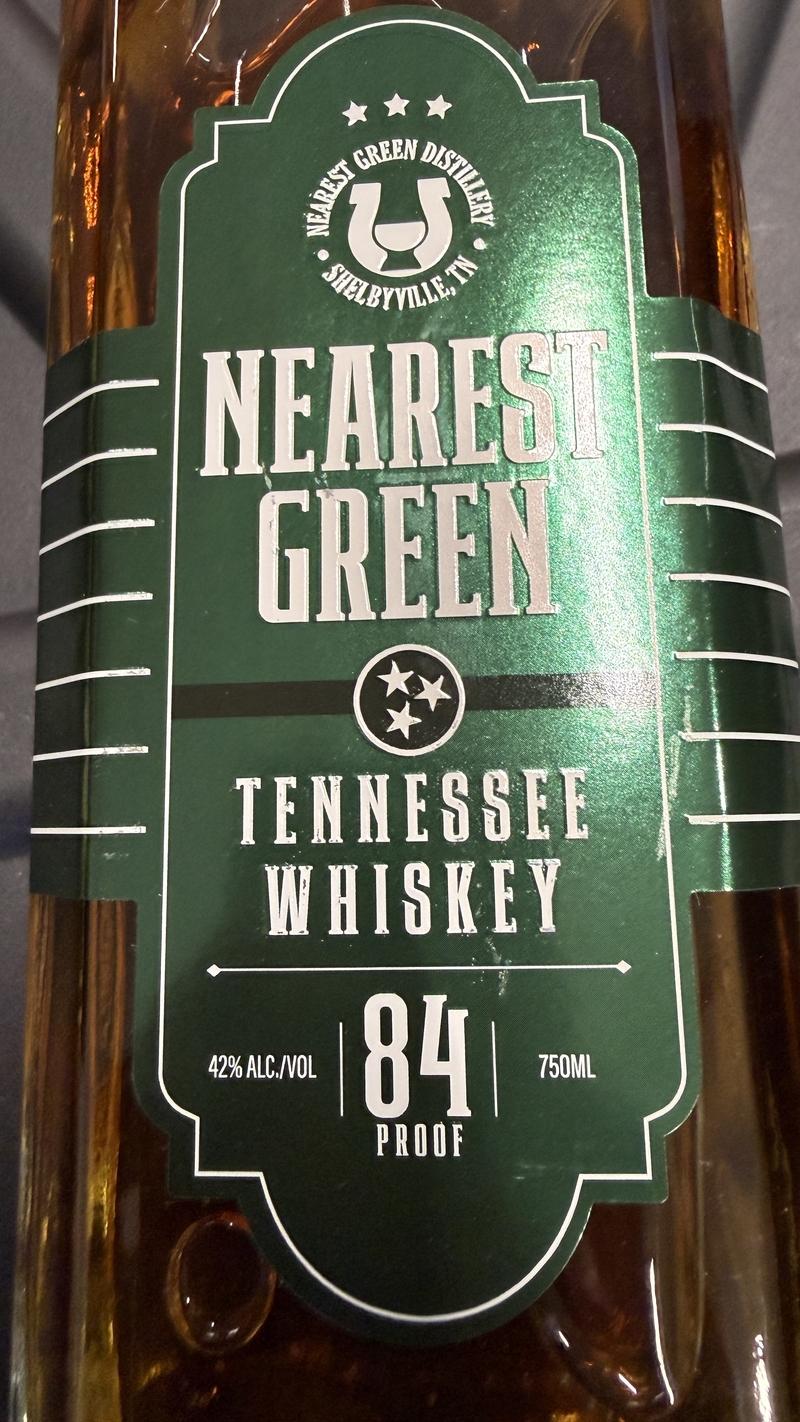 NEAREST GREEN DISTILLERY
• SHELBYVILLE, TN •
NEAREST
GREEN
TENNESSEE
WHISKEY
42% ALC./VOL
84
PROOF
750ML